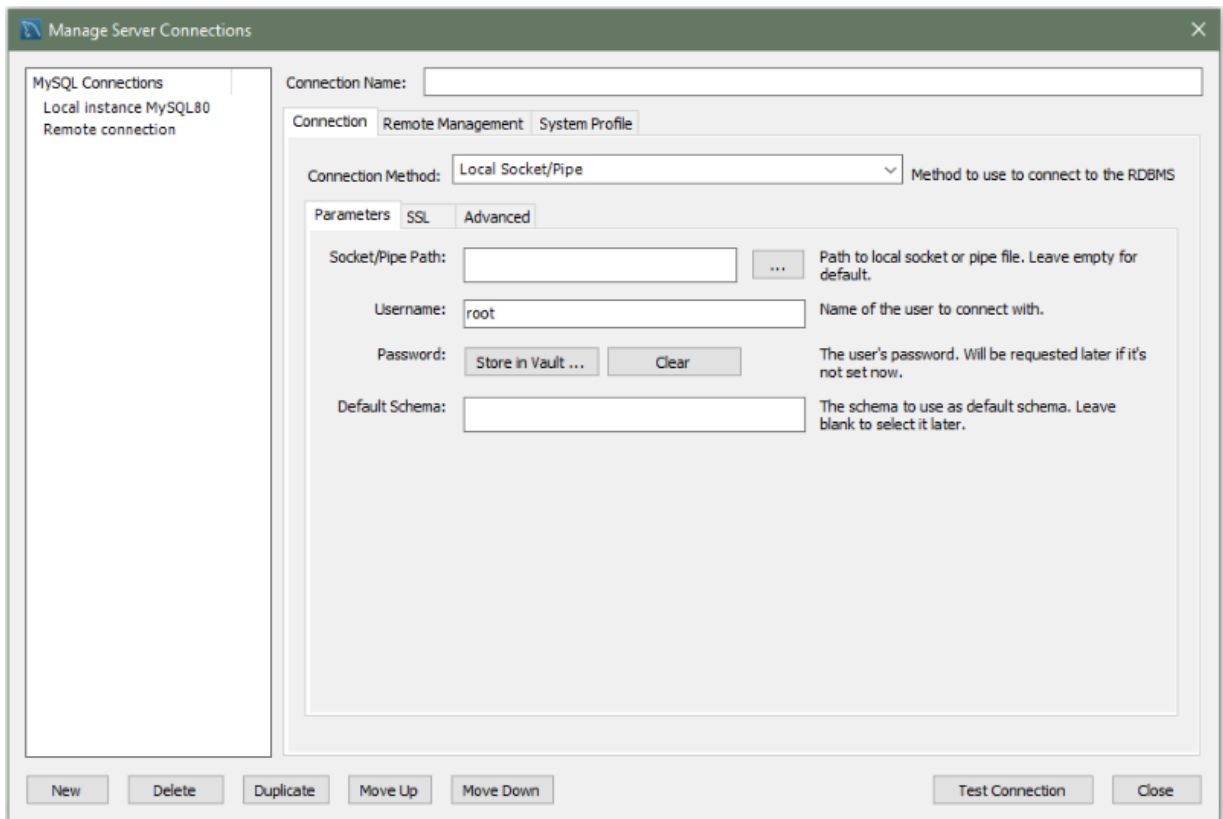 Manage Server Connections
MySQL Connections
Local instance MySQL80
Remote connection
Connection Name:
Connection Remote Management System Profile
Connection Method: Local Socket/Pipe Method to use to connect to the RDBMS
Parameters SSL Advanced
Socket/Pipe Path: ... Path to local socket or pipe file. Leave empty for
default.
Username: root Name of the user to connect with.
Password: Store in Vault ... Clear The user's password. Will be requested later if it's
not set now.
Default Schema: The schema to use as default schema. Leave
blank to select it later.
New Delete Duplicate Move Up Move Down Test Connection Close